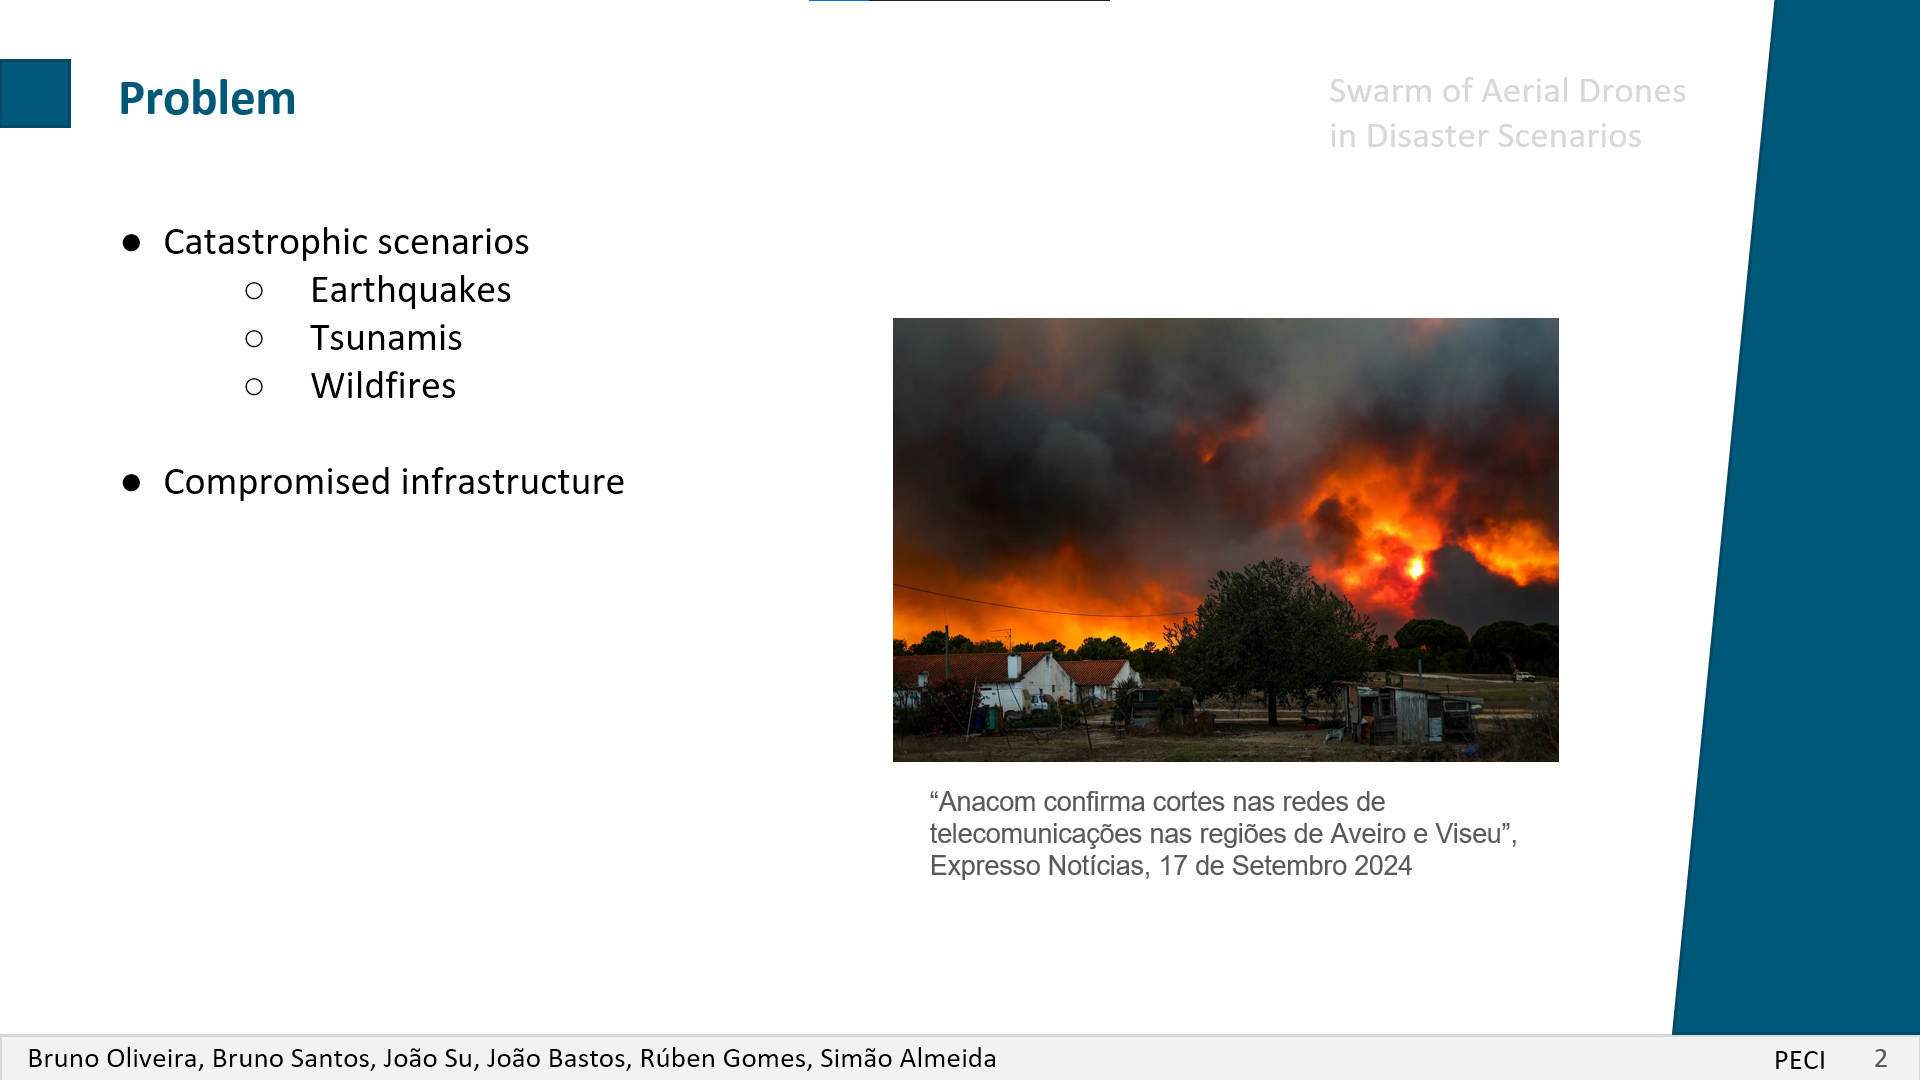 Problem
Swarm of Aerial Drones
in Disaster Scenarios
● Catastrophic scenarios
○ Earthquakes
○ Tsunamis
○ Wildfires
● Compromised infrastructure
“Anacom confirma cortes nas redes de
telecomunicações nas regiões de Aveiro e Viseu”,
Expresso Notícias, 17 de Setembro 2024
Bruno Oliveira, Bruno Santos, João Su, João Bastos, Rúben Gomes, Simão Almeida
PECI 2